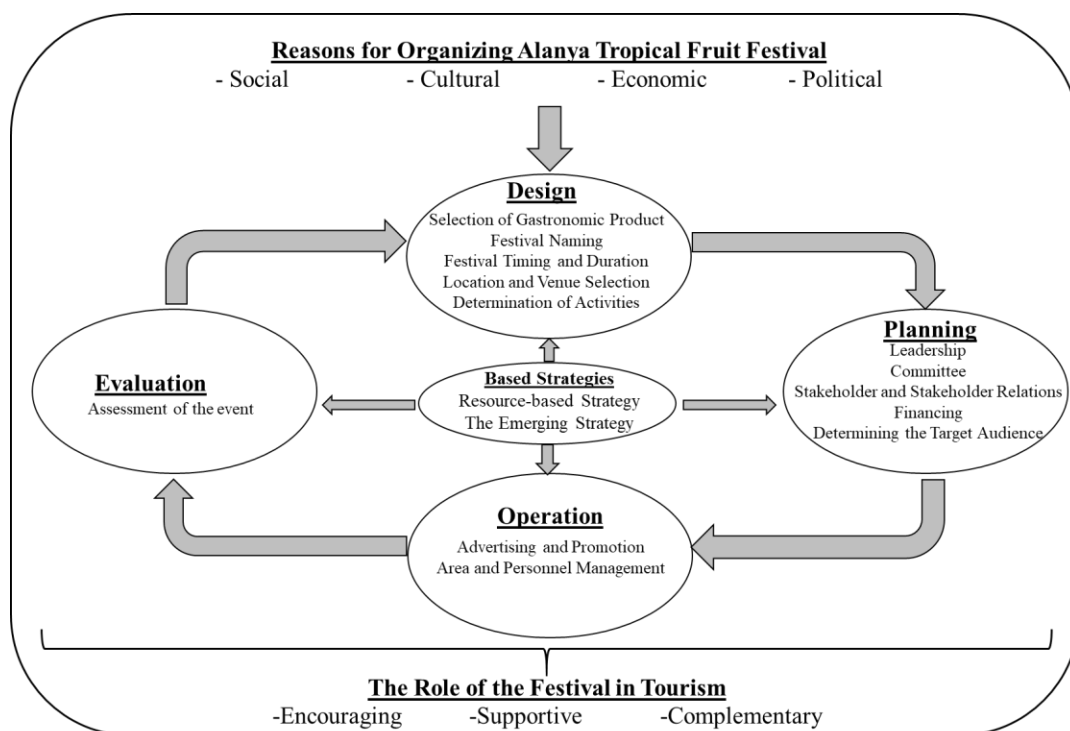 Reasons for Organizing Alanya Tropical Fruit Festival
- Social - Cultural - Economic - Political
Design
Selection of Gastronomic Product
Festival Naming
Festival Timing and Duration
Location and Venue Selection
Determination of Activities
Planning
Leadership
Committee
Stakeholder and Stakeholder Relations
Financing
Determining the Target Audience
Evaluation
Assessment of the event
Based Strategies
Resource-based Strategy
The Emerging Strategy
Operation
Advertising and Promotion
Area and Personnel Management
The Role of the Festival in Tourism
-Encouraging -Supportive -Complementary